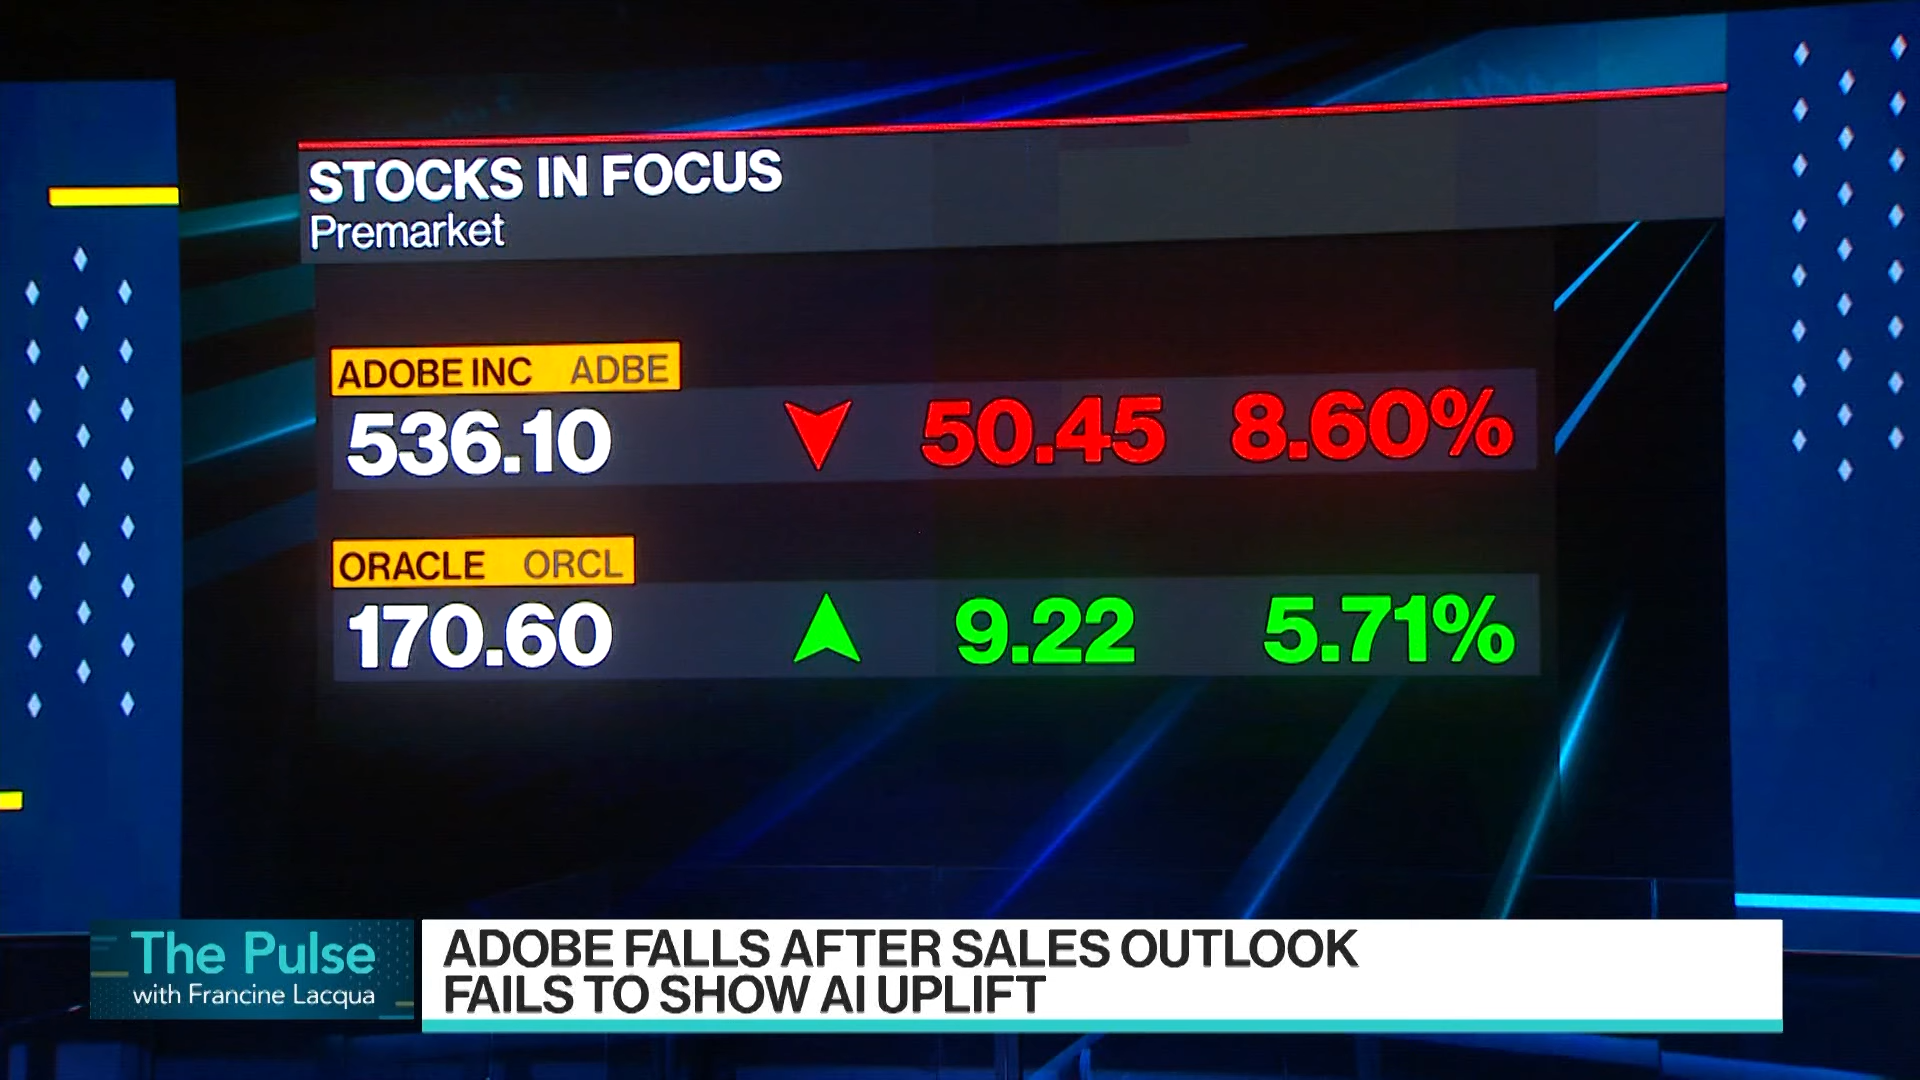 STOCKS IN FOCUS
Premarket
ADOBE INC ADBE
536.10 50.45 8.60%
ORACLE ORCL
170.60 9.22 5.71%
The Pulse
with Francine Lacqua
ADOBE FALLS AFTER SALES OUTLOOK
FAILS TO SHOW AI UPLIFT